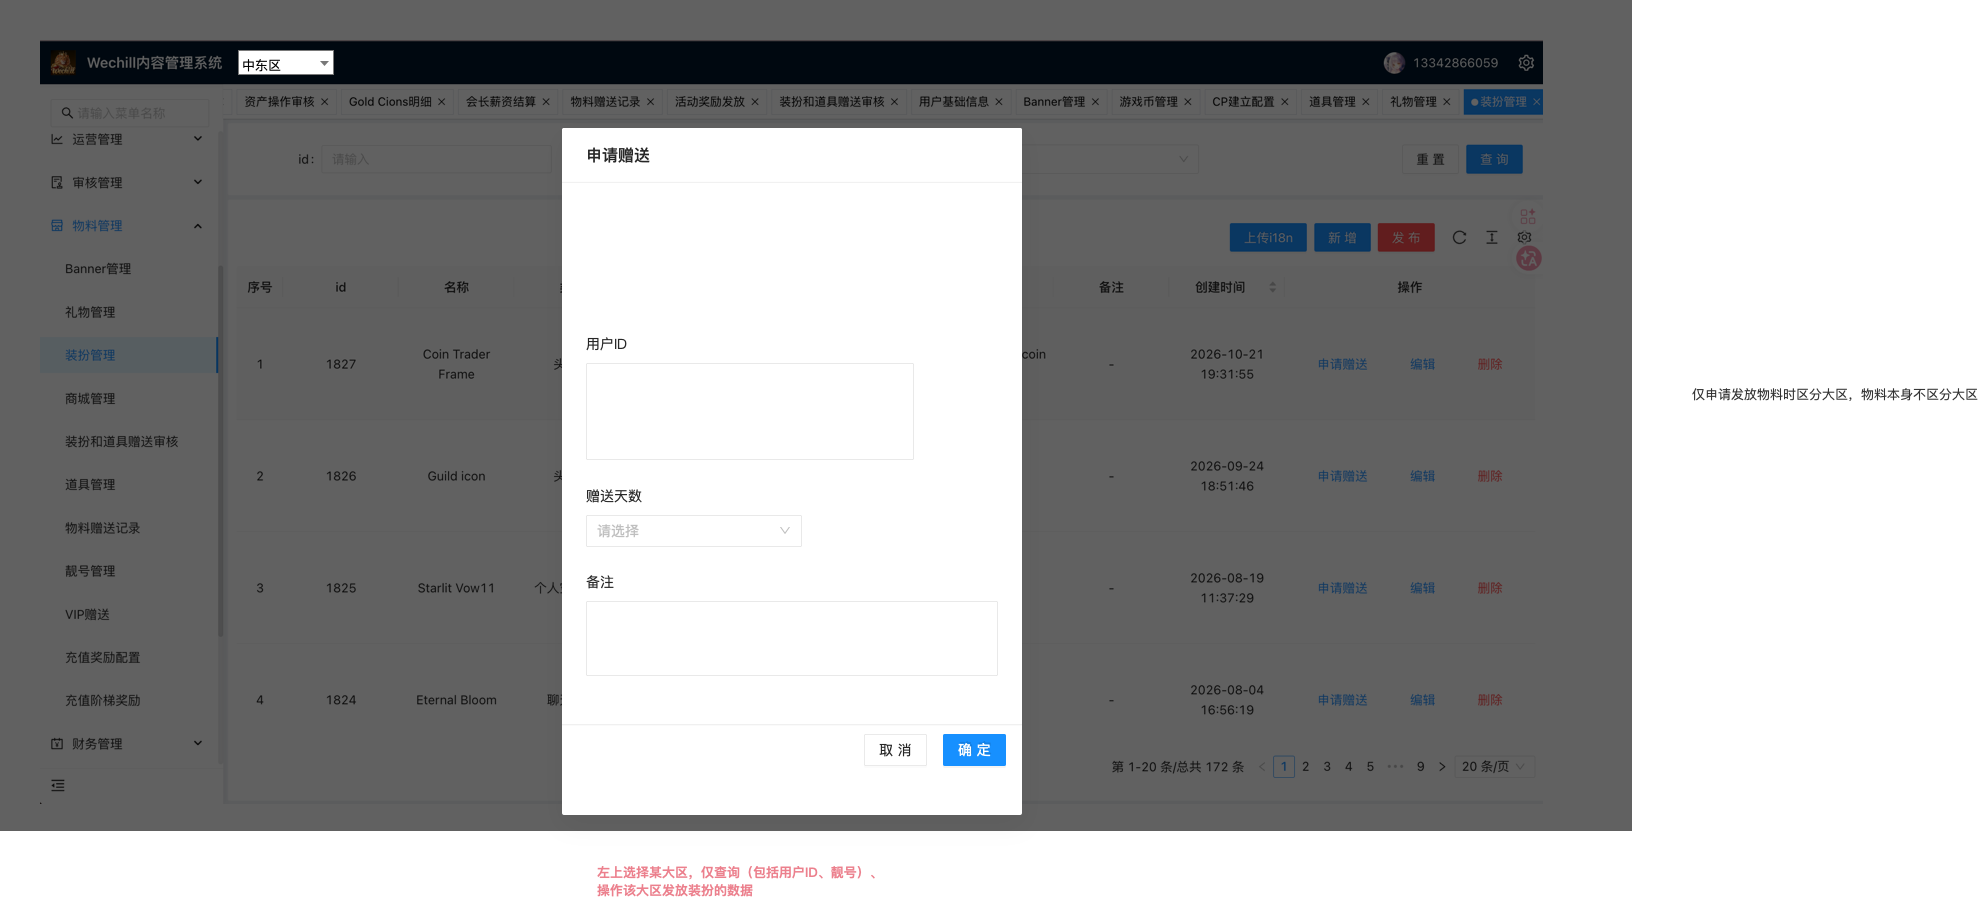 Wechill内容管理系统
中东区
13342866059
请输入菜单名称
资产操作审核
Gold Cions明细
会长薪资结算
物料赠送记录
活动奖励发放
装扮和道具赠送审核
用户基础信息
Banner管理
游戏币管理
CP建立配置
道具管理
礼物管理
装扮管理
运营管理
审核管理
物料管理
Banner管理
礼物管理
装扮管理
商城管理
装扮和道具赠送审核
道具管理
物料赠送记录
靓号管理
VIP赠送
充值奖励配置
充值阶梯奖励
财务管理
id:
请输入
重 置
查 询
上传i18n
新 增
发 布
序号
id
名称
备注
创建时间
操作
1
1827
Coin Trader
Frame
coin
-
2026-10-21
19:31:55
申请赠送
编辑
删除
2
1826
Guild icon
-
2026-09-24
18:51:46
申请赠送
编辑
删除
3
1825
Starlit Vow11
个人
-
2026-08-19
11:37:29
申请赠送
编辑
删除
4
1824
Eternal Bloom
-
2026-08-04
16:56:19
申请赠送
编辑
删除
第 1-20 条/总共 172 条
1
2
3
4
5
•••
9
20 条/页
申请赠送
用户ID
赠送天数
请选择
备注
取 消
确 定
仅申请发放物料时区分大区，物料本身不区分大区
左上选择某大区，仅查询（包括用户ID、靓号）、
操作该大区发放装扮的数据